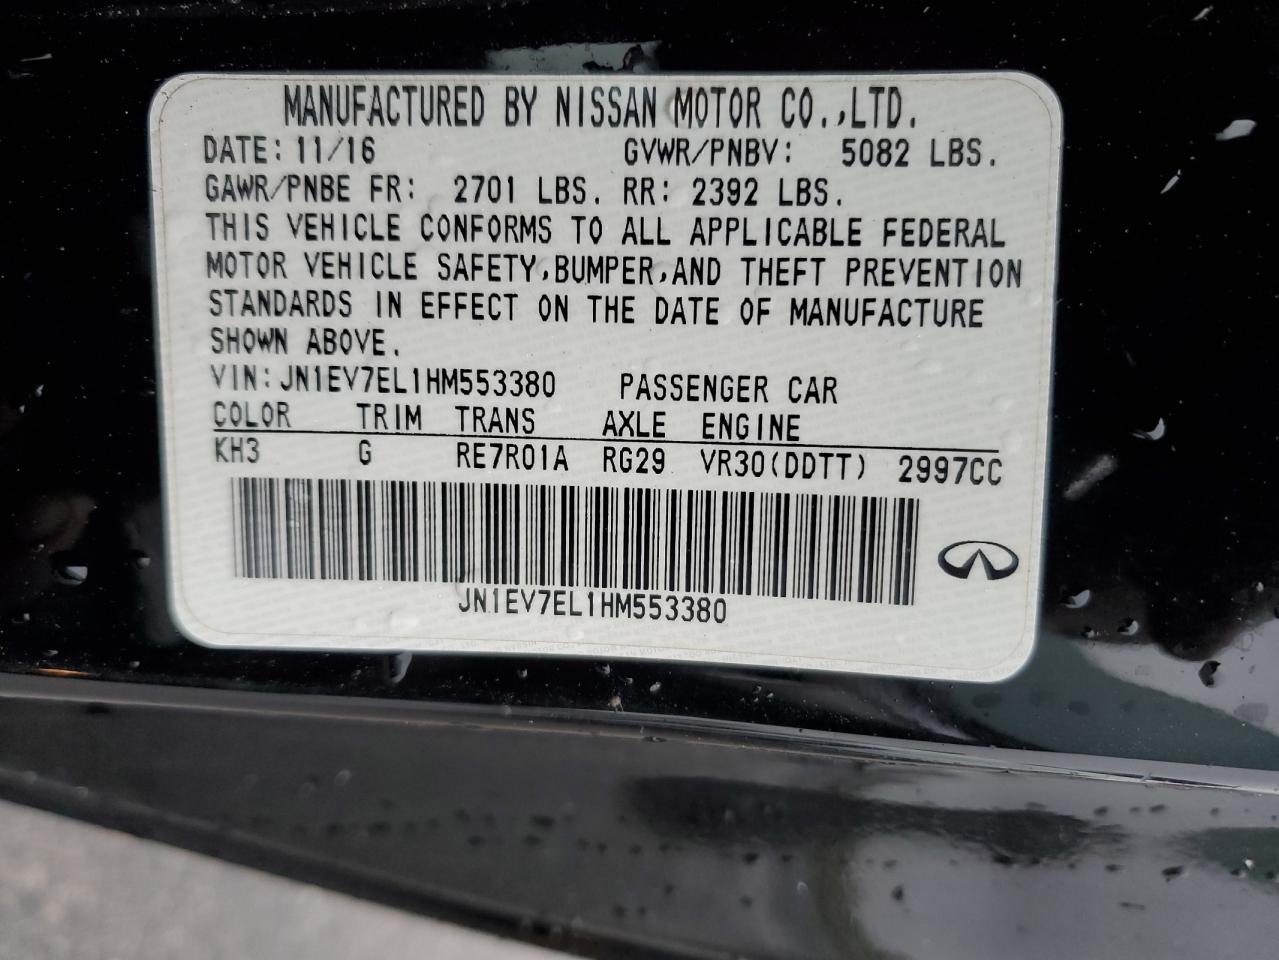 MANUFACTURED BY NISSAN MOTOR CO.,LTD.
DATE: 11/16 GVWR/PNBV: 5082 LBS.
GAWR/PNBE FR: 2701 LBS. RR: 2392 LBS.
THIS VEHICLE CONFORMS TO ALL APPLICABLE FEDERAL
MOTOR VEHICLE SAFETY,BUMPER,AND THEFT PREVENTION
STANDARDS IN EFFECT ON THE DATE OF MANUFACTURE
SHOWN ABOVE.
VIN:JN1EV7EL1HM553380 PASSENGER CAR
COLOR TRIM TRANS AXLE ENGINE
KH3 G RE7R01A RG29 VR30(DDTT) 2997CC
JN1EV7EL1HM553380